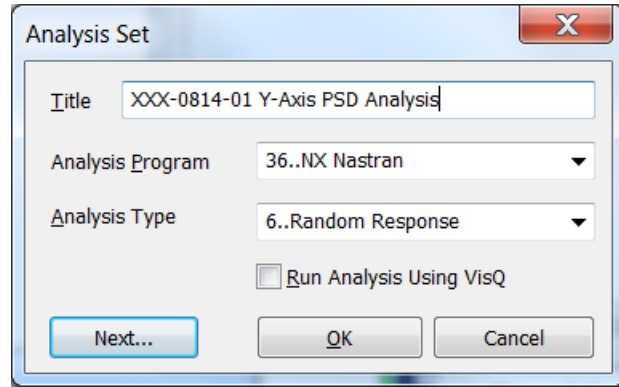 Analysis Set
Title XXX-0814-01 Y-Axis PSD Analysis
Analysis Program 36..NX Nastran
Analysis Type 6..Random Response
Run Analysis Using VisQ
Next... OK Cancel